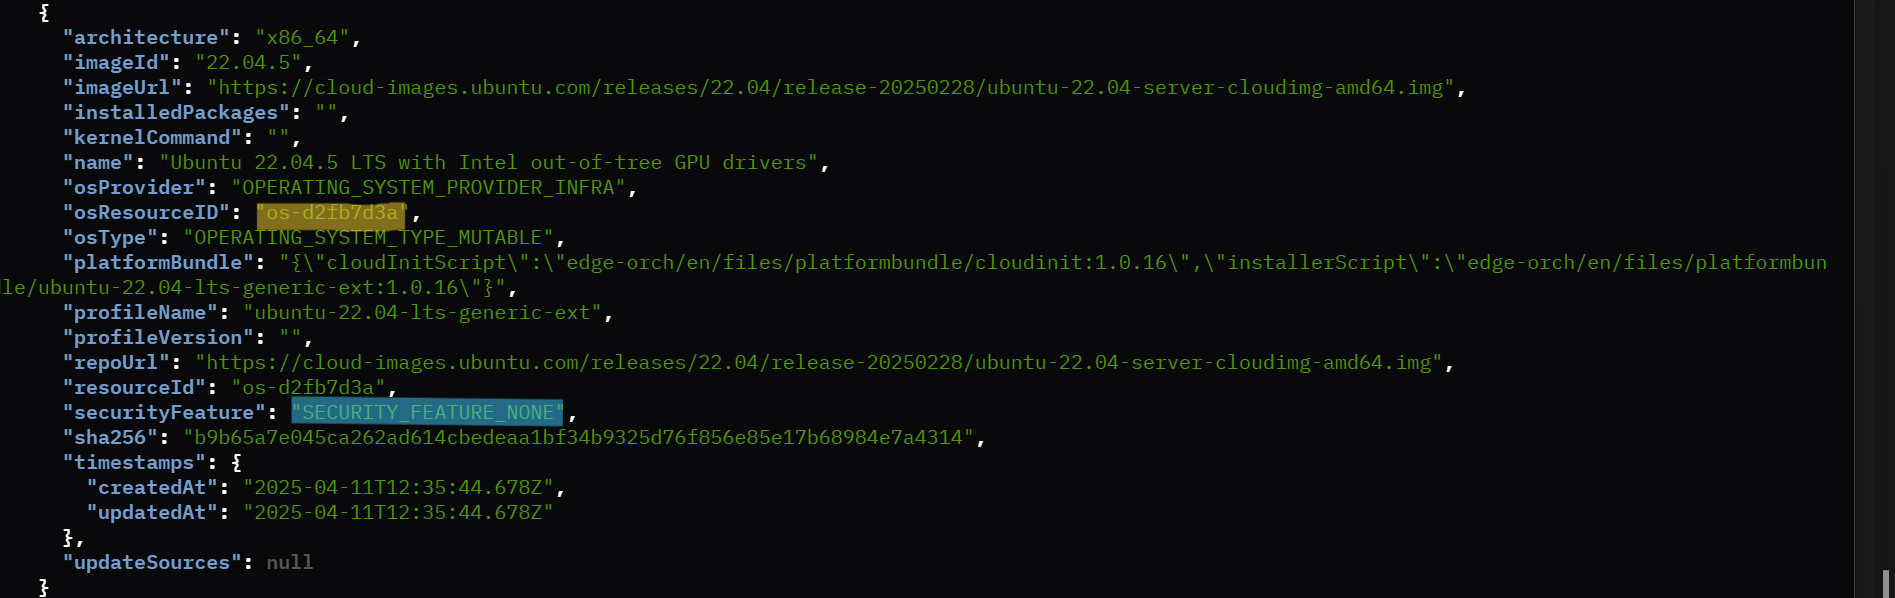 {
"architecture": "x86_64",
"imageId": "22.04.5",
"imageUrl": "https://cloud-images.ubuntu.com/releases/22.04/release-20250228/ubuntu-22.04-server-cloudimg-amd64.img",
"installedPackages": "",
"kernelCommand": "",
"name": "Ubuntu 22.04.5 LTS with Intel out-of-tree GPU drivers",
"osProvider": "OPERATING_SYSTEM_PROVIDER_INFRA",
"osResourceID": "os-d2fb7d3a",
"osType": "OPERATING_SYSTEM_TYPE_MUTABLE",
"platformBundle": "{\"cloudInitScript\":\"edge-orch/en/files/platformbundle/cloudinit:1.0.16\",\"installerScript\":\"edge-orch/en/files/platformbun
dle/ubuntu-22.04-lts-generic-ext:1.0.16\"}",
"profileName": "ubuntu-22.04-lts-generic-ext",
"profileVersion": "",
"repoUrl": "https://cloud-images.ubuntu.com/releases/22.04/release-20250228/ubuntu-22.04-server-cloudimg-amd64.img",
"resourceId": "os-d2fb7d3a",
"securityFeature": "SECURITY_FEATURE_NONE",
"sha256": "b9b65a7e045ca262ad614cbedeaa1bf34b9325d76f856e85e17b68984e7a4314",
"timestamps": {
"createdAt": "2025-04-11T12:35:44.678Z",
"updatedAt": "2025-04-11T12:35:44.678Z"
},
"updateSources": null
}